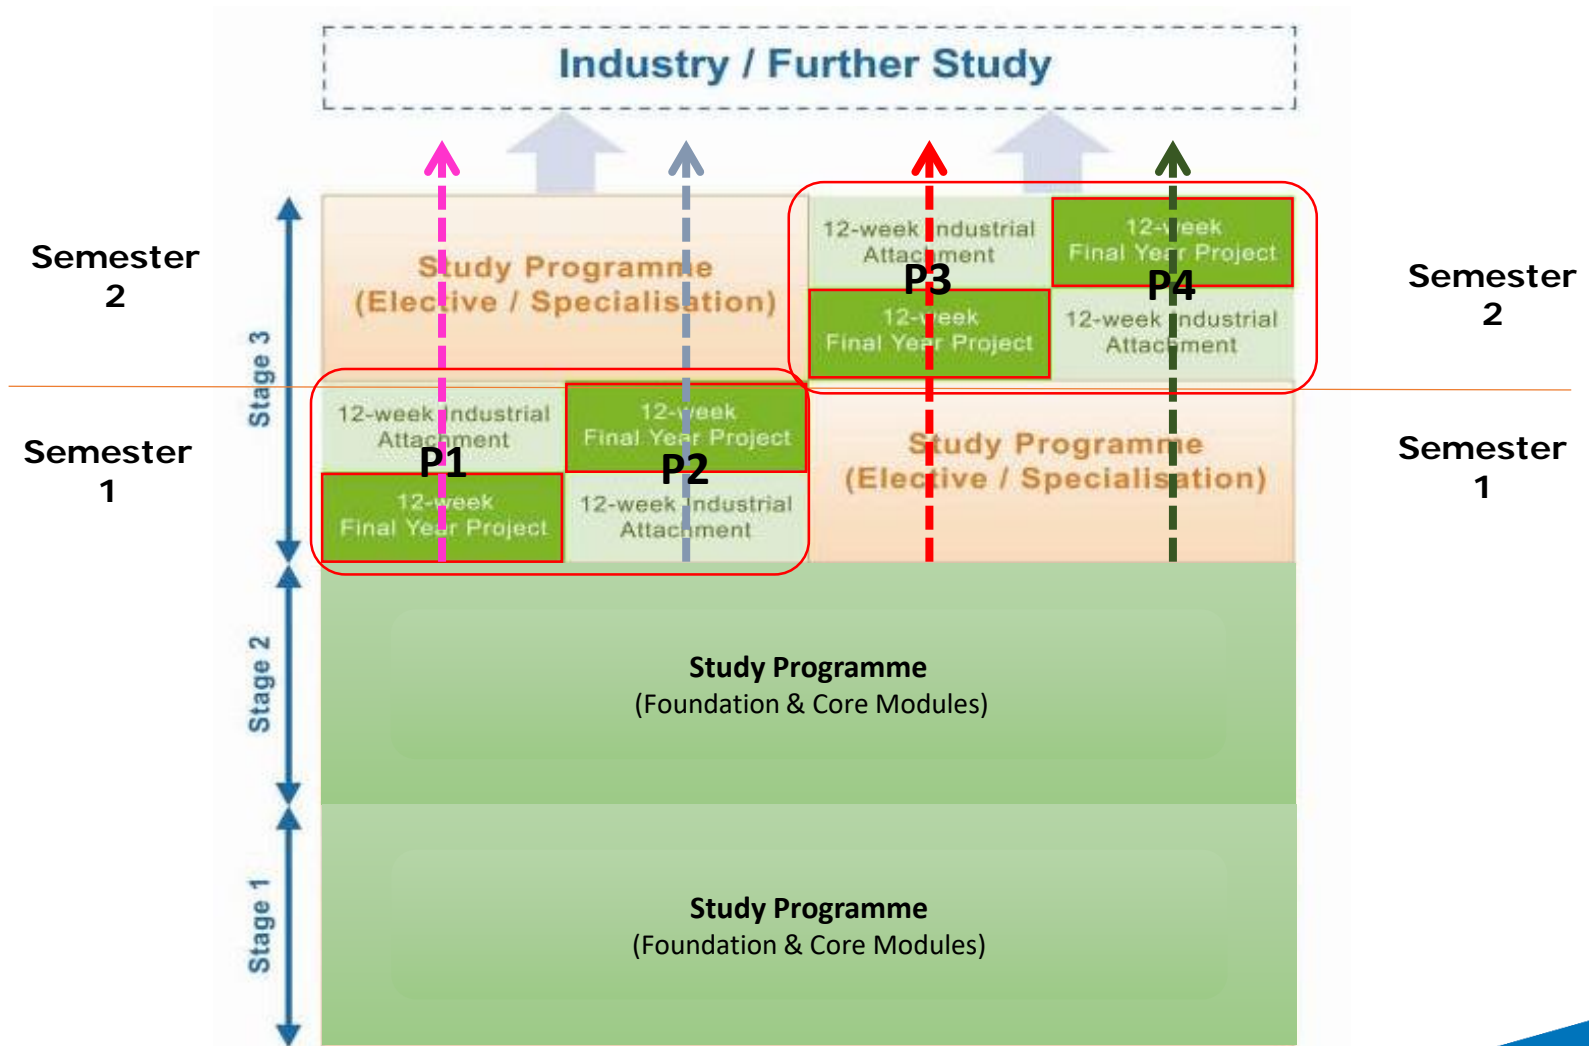 Industry / Further Study
Semester
2
Study Programme
(Elective / Specialisation)
12-week Industrial
Attachment
P3
12-week
Final Year Project
12-week
Final Year Project
P4
12-week Industrial
Attachment
Semester
2
Stage 3
Semester
1
12-week Industrial
Attachment
P1
12-week
Final Year Project
12-week
Final Year Project
P2
12-week Industrial
Attachment
Study Programme
(Elective / Specialisation)
Semester
1
Stage 2
Study Programme
(Foundation & Core Modules)
Stage 1
Study Programme
(Foundation & Core Modules)